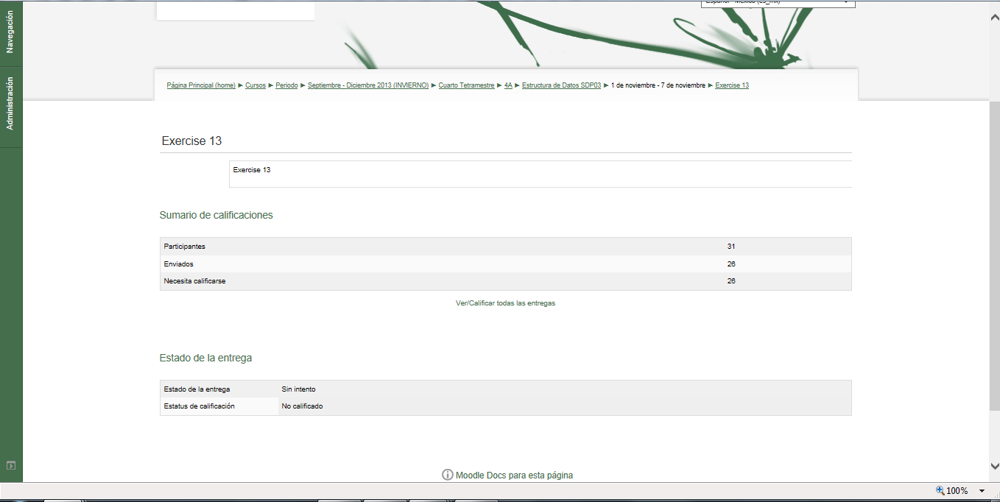 Español - México (es_mx)
Navegación
Administración
Página Principal (home) ► Cursos ► Periodo ► Septiembre - Diciembre 2013 (INVIERNO) ► Cuarto Tetramestre ► 4A ► Estructura de Datos SDP03 ► 1 de noviembre - 7 de noviembre ► Exercise 13
Exercise 13
Exercise 13
Sumario de calificaciones
Participantes 31
Enviados 26
Necesita calificarse 26
Ver/Calificar todas las entregas
Estado de la entrega
Estado de la entrega Sin intento
Estatus de calificación No calificado
Moodle Docs para esta página
100%